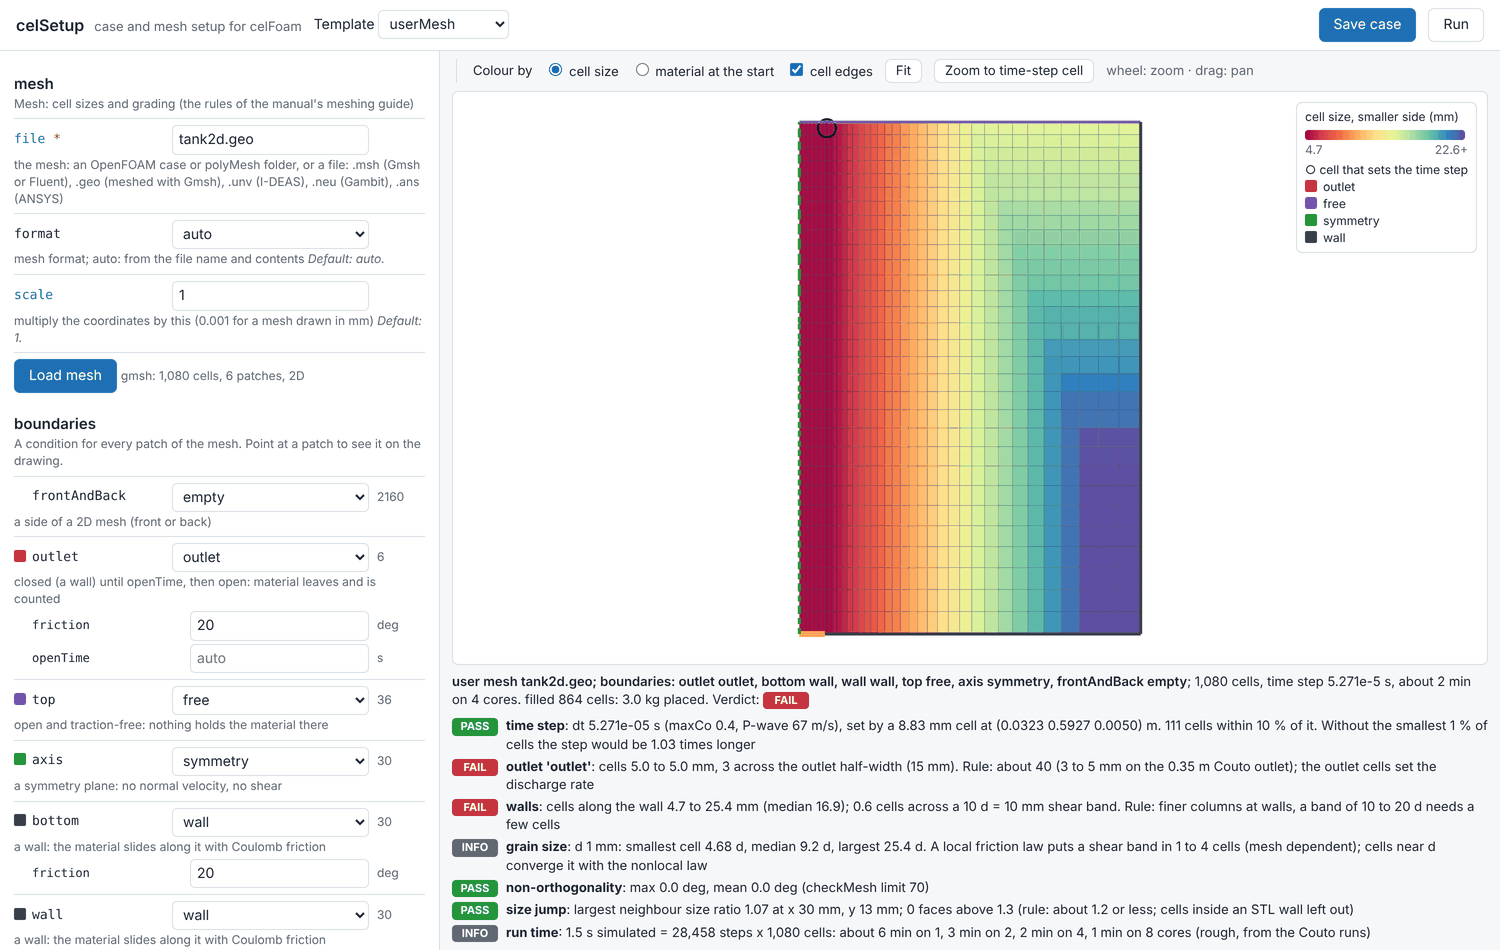 celSetup case and mesh setup for celFoam Template userMesh Save case Run
mesh
Mesh: cell sizes and grading (the rules of the manual's meshing guide)
file * tank2d.geo
the mesh: an OpenFOAM case or polyMesh folder, or a file: .msh (Gmsh
or Fluent), .geo (meshed with Gmsh), .unv (I-DEAS), .neu (Gambit), .ans
(ANSYS)
format auto
mesh format; auto: from the file name and contents Default: auto.
scale 1
multiply the coordinates by this (0.001 for a mesh drawn in mm) Default:
1.
Load mesh gmsh: 1,080 cells, 6 patches, 2D
boundaries
A condition for every patch of the mesh. Point at a patch to see it on the
drawing.
frontAndBack empty 2160
a side of a 2D mesh (front or back)
outlet outlet 6
closed (a wall) until openTime, then open: material leaves and is
counted
friction 20 deg
openTime auto s
top free 36
open and traction-free: nothing holds the material there
axis symmetry 30
a symmetry plane: no normal velocity, no shear
bottom wall 30
a wall: the material slides along it with Coulomb friction
friction 20 deg
wall wall 30
a wall: the material slides along it with Coulomb friction
Colour by cell size material at the start cell edges Fit Zoom to time-step cell wheel: zoom · drag: pan
cell size, smaller side (mm)
4.7 22.6+
cell that sets the time step
outlet
free
symmetry
wall
user mesh tank2d.geo; boundaries: outlet outlet, bottom wall, wall wall, top free, axis symmetry, frontAndBack empty; 1,080 cells, time step 5.271e-5 s, about 2 min
on 4 cores. filled 864 cells: 3.0 kg placed. Verdict: FAIL
PASS time step: dt 5.271e-05 s (maxCo 0.4, P-wave 67 m/s), set by a 8.83 mm cell at (0.0323 0.5927 0.0050) m. 111 cells within 10 % of it. Without the smallest 1 % of
cells the step would be 1.03 times longer
FAIL outlet 'outlet': cells 5.0 to 5.0 mm, 3 across the outlet half-width (15 mm). Rule: about 40 (3 to 5 mm on the 0.35 m Couto outlet); the outlet cells set the
discharge rate
FAIL walls: cells along the wall 4.7 to 25.4 mm (median 16.9); 0.6 cells across a 10 d = 10 mm shear band. Rule: finer columns at walls, a band of 10 to 20 d needs a
few cells
INFO grain size: d 1 mm: smallest cell 4.68 d, median 9.2 d, largest 25.4 d. A local friction law puts a shear band in 1 to 4 cells (mesh dependent); cells near d
converge it with the nonlocal law
PASS non-orthogonality: max 0.0 deg, mean 0.0 deg (checkMesh limit 70)
PASS size jump: largest neighbour size ratio 1.07 at x 30 mm, y 13 mm; 0 faces above 1.3 (rule: about 1.2 or less; cells inside an STL wall left out)
INFO run time: 1.5 s simulated = 28,458 steps x 1,080 cells: about 6 min on 1, 3 min on 2, 2 min on 4, 1 min on 8 cores (rough, from the Couto runs)